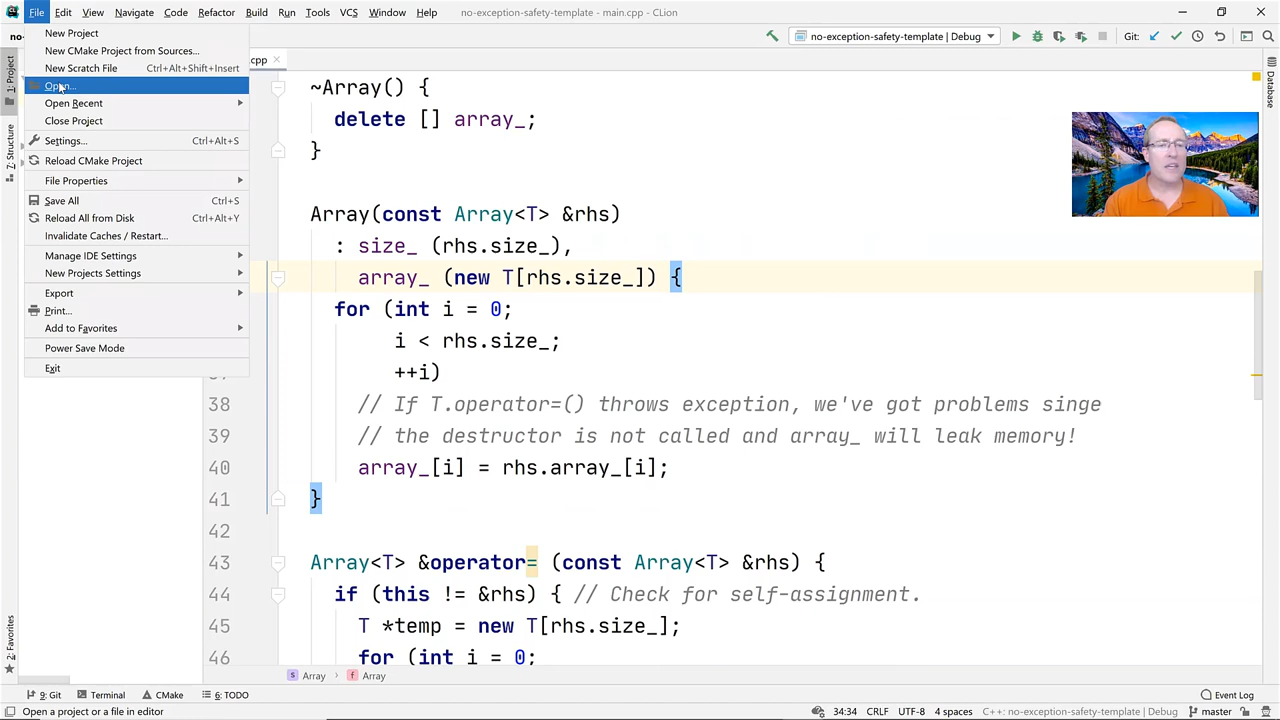 File Edit View Navigate Code Refactor Build Run Tools VCS Window Help no-exception-safety-template - main.cpp - CLion
no-exception-safety-template | Debug Git:
.cpp
New Project
New CMake Project from Sources...
New Scratch File Ctrl+Alt+Shift+Insert
Open...
Open Recent
Close Project
Settings... Ctrl+Alt+S
Reload CMake Project
File Properties
Save All Ctrl+S
Reload All from Disk Ctrl+Alt+Y
Invalidate Caches / Restart...
Manage IDE Settings
New Projects Settings
Export
Print...
Add to Favorites
Power Save Mode
Exit
1: Project
7: Structure
2: Favorites
Database
~Array() {
delete [] array_;
}
Array(const Array<T> &rhs)
: size_ (rhs.size_),
array_ (new T[rhs.size_]) {
for (int i = 0;
i < rhs.size_;
++i)
38 // If T.operator=() throws exception, we've got problems singe
39 // the destructor is not called and array_ will leak memory!
40 array_[i] = rhs.array_[i];
41 }
42
43 Array<T> &operator= (const Array<T> &rhs) {
44 if (this != &rhs) { // Check for self-assignment.
45 T *temp = new T[rhs.size_];
46 for (int i = 0;
Array Array
9: Git Terminal CMake 6: TODO Event Log
Open a project or a file in editor 34:34 CRLF UTF-8 4 spaces C++: no-exception-safety-template | Debug master